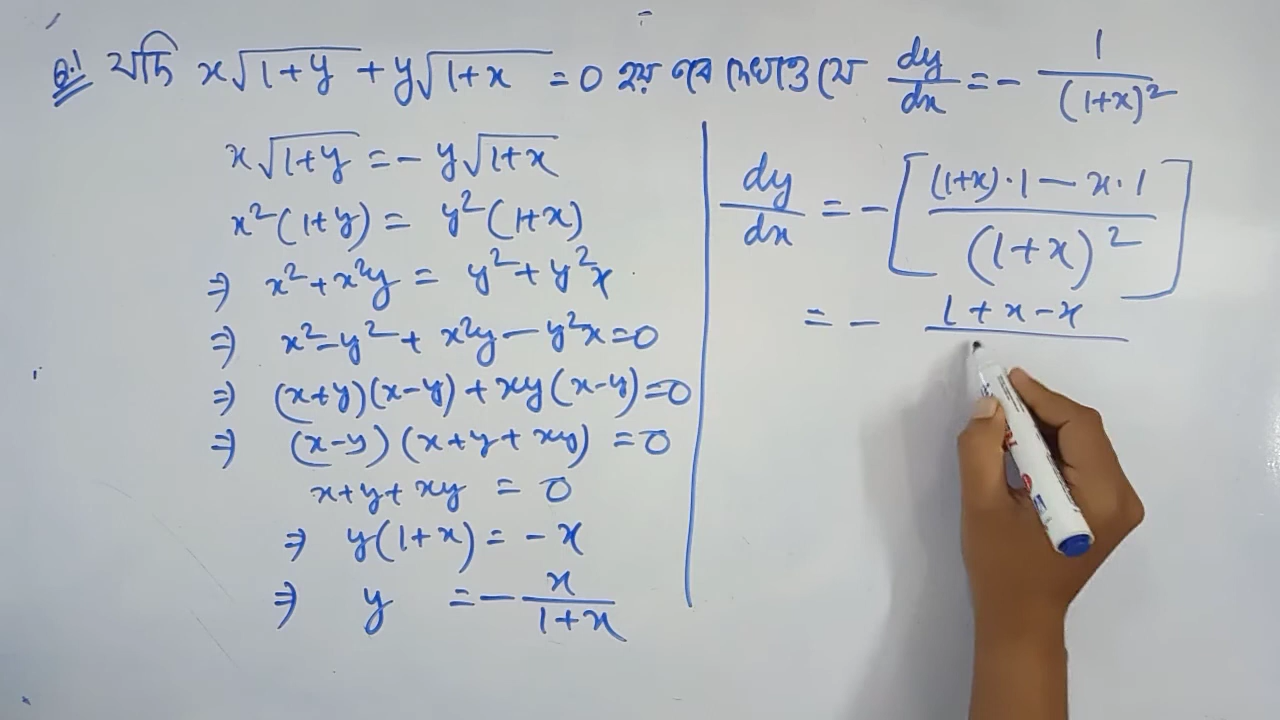 Q.1 যদি x√(1+y) + y√(1+x) = 0 হয় তবে দেখাও যে dy/dx = - 1/(1+x)²
x√(1+y) = - y√(1+x)
x²(1+y) = y²(1+x)
⇒ x²+x²y = y²+y²x
⇒ x²-y²+ x²y - y²x=0
⇒ (x+y)(x-y)+xy(x-y)=0
⇒ (x-y)(x+y+xy) = 0
x+y+xy = 0
⇒ y(1+x) = - x
⇒ y = - x/(1+x)
dy/dx = - [((1+x)·1 - x·1)/(1+x)²]
= - 1+x-x